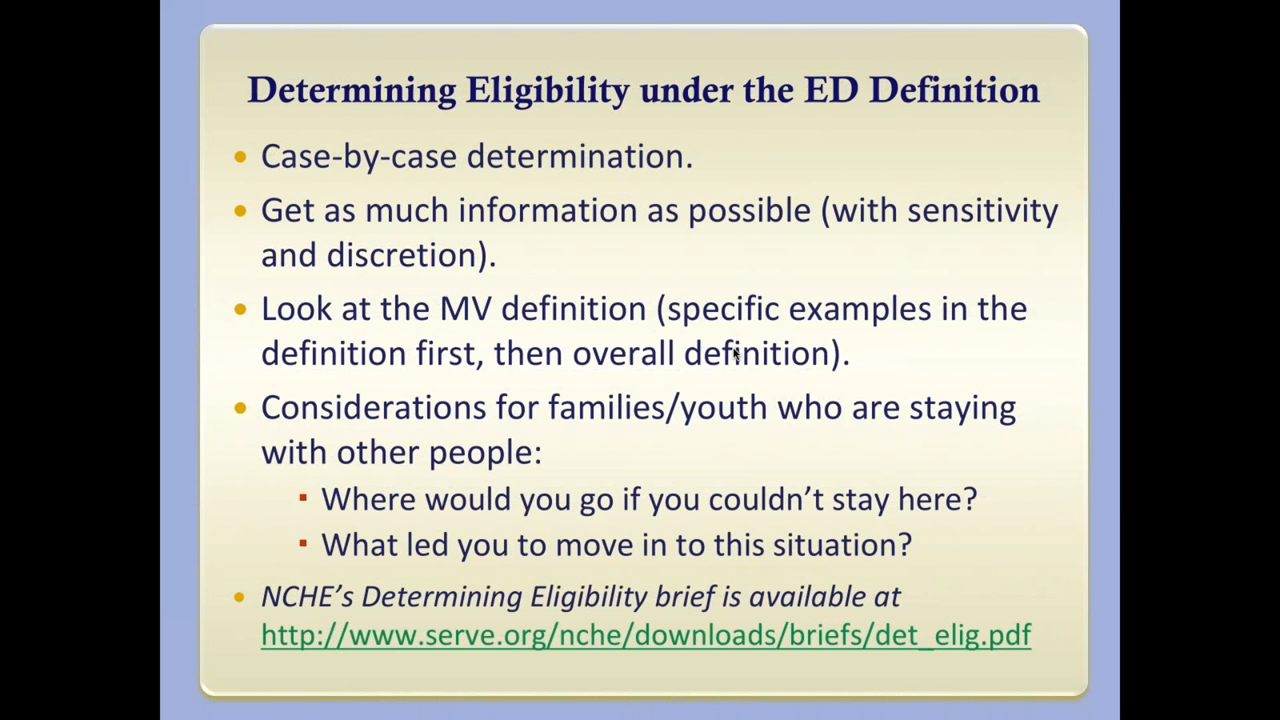 Determining Eligibility under the ED Definition
• Case-by-case determination.
• Get as much information as possible (with sensitivity
and discretion).
• Look at the MV definition (specific examples in the
definition first, then overall definition).
• Considerations for families/youth who are staying
with other people:
▪ Where would you go if you couldn’t stay here?
▪ What led you to move in to this situation?
• NCHE’s Determining Eligibility brief is available at
http://www.serve.org/nche/downloads/briefs/det_elig.pdf